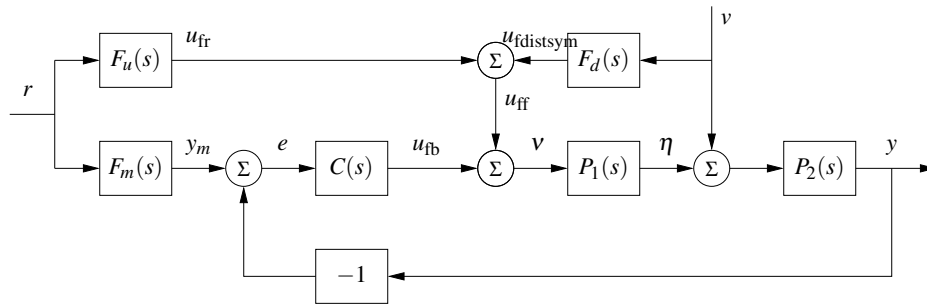 v
u_fr
u_fdistsym
F_u(s)
Σ
F_d(s)
r
u_ff
y_m
e
u_fb
ν
η
y
F_m(s)
Σ
C(s)
Σ
P_1(s)
Σ
P_2(s)
−1